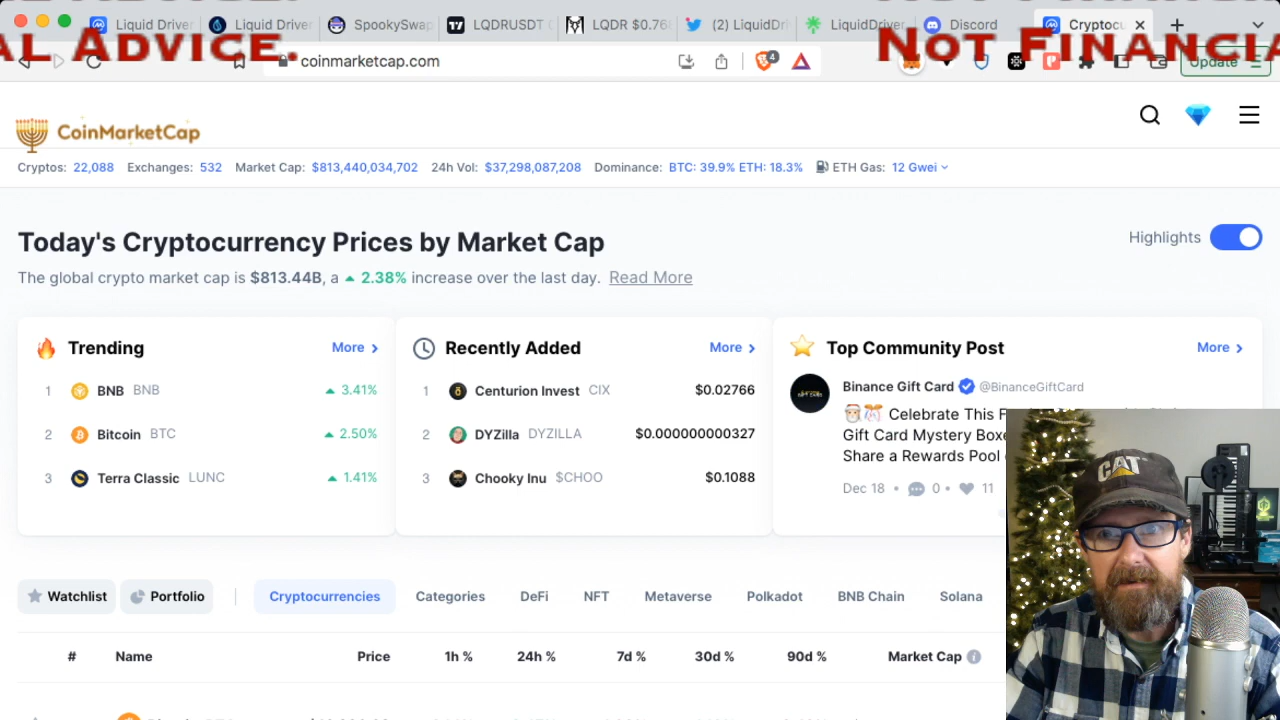 NOT FINANCIA
AL ADVICE.
Liquid Driver
Liquid Driver
SpookySwap
LQDRUSDT
LQDR $0.76
(2) LiquidDri
LiquidDriver
Discord
Cryptocu
coinmarketcap.com
4
Update
CoinMarketCap
Cryptos: 22,088 Exchanges: 532 Market Cap: $813,440,034,702 24h Vol: $37,298,087,208 Dominance: BTC: 39.9% ETH: 18.3% ETH Gas: 12 Gwei
Today's Cryptocurrency Prices by Market Cap
Highlights
The global crypto market cap is $813.44B, a 2.38% increase over the last day. Read More
Trending
More
1 BNB BNB 3.41%
2 Bitcoin BTC 2.50%
3 Terra Classic LUNC 1.41%
Recently Added
More
1 Centurion Invest CIX $0.02766
2 DYZilla DYZILLA $0.000000000327
3 Chooky Inu $CHOO $0.1088
Top Community Post
More
Binance Gift Card @BinanceGiftCard
Celebrate This F
Gift Card Mystery Boxe
Share a Rewards Pool
Dec 18 • 0 • 11
CAT
Watchlist
Portfolio
Cryptocurrencies
Categories
DeFi
NFT
Metaverse
Polkadot
BNB Chain
Solana
# Name Price 1h % 24h % 7d % 30d % 90d % Market Cap